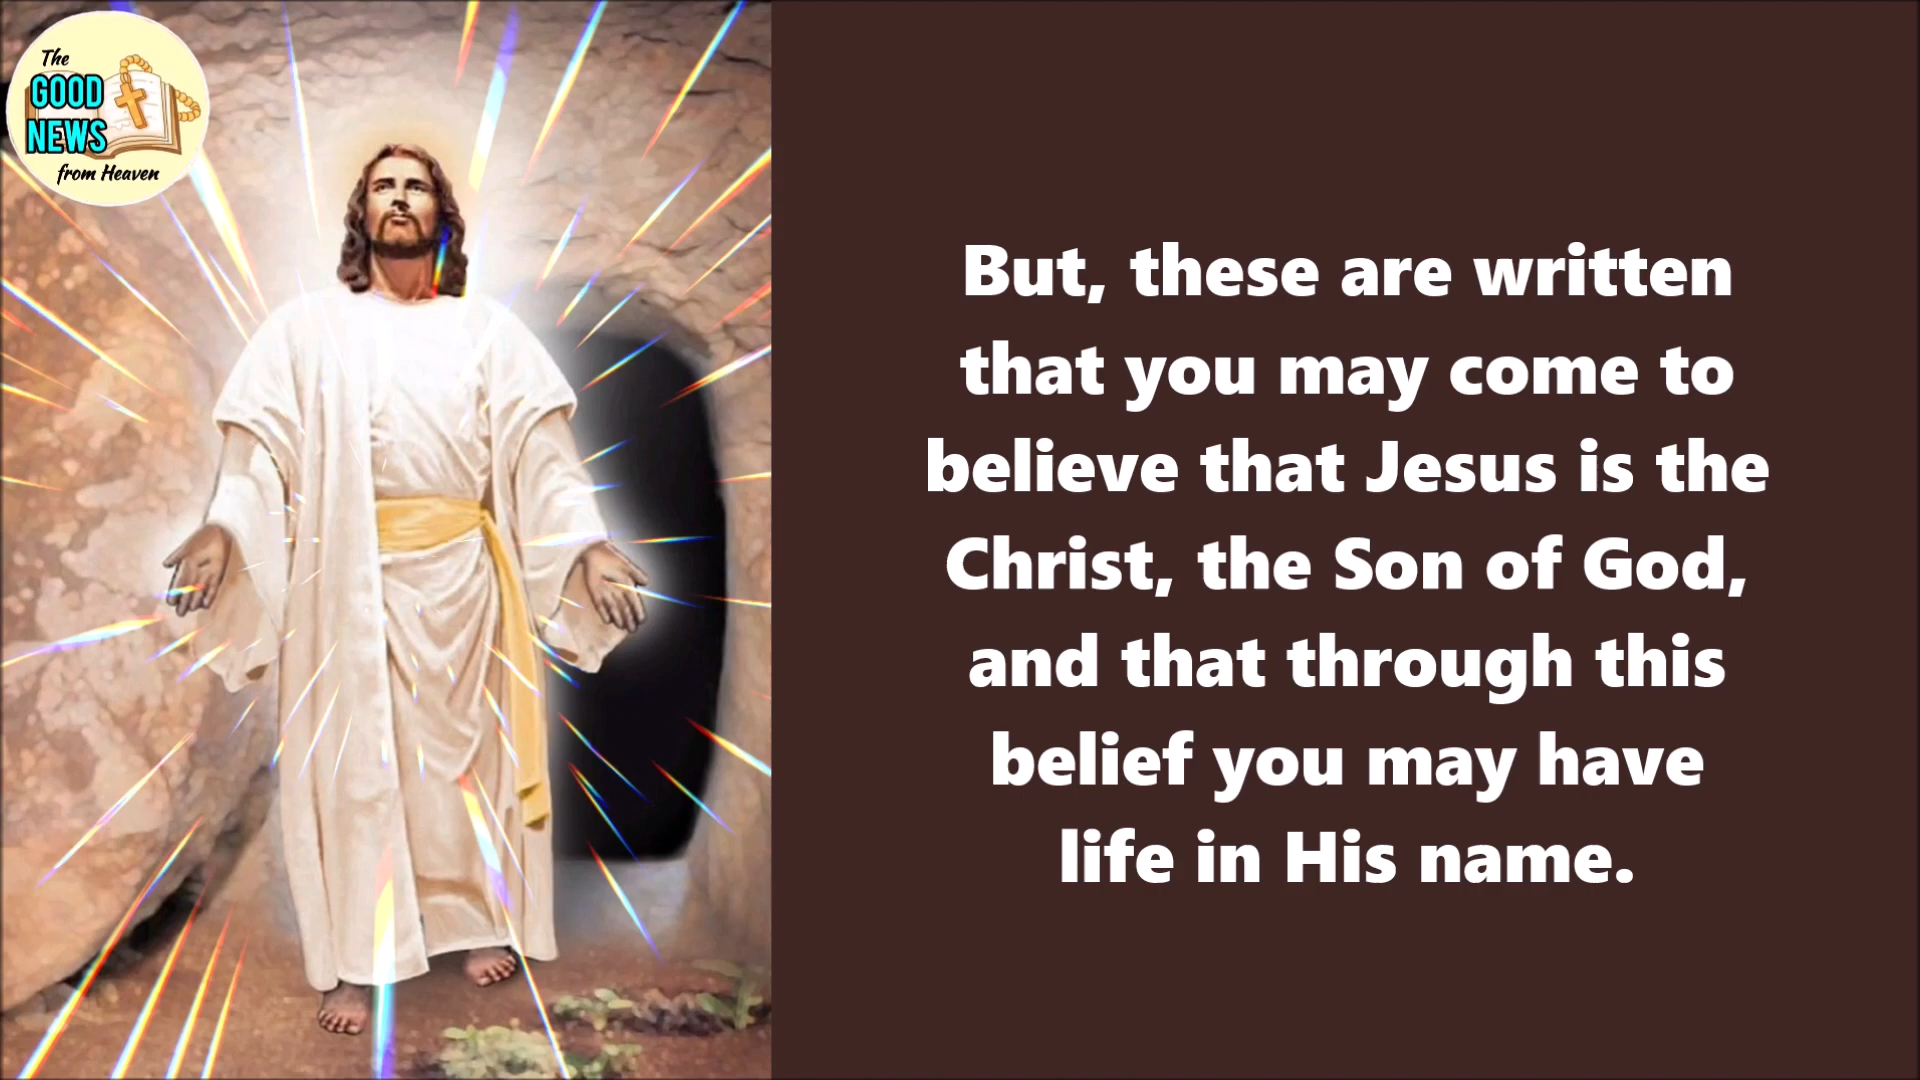 The
GOOD
NEWS
from Heaven
But, these are written
that you may come to
believe that Jesus is the
Christ, the Son of God,
and that through this
belief you may have
life in His name.